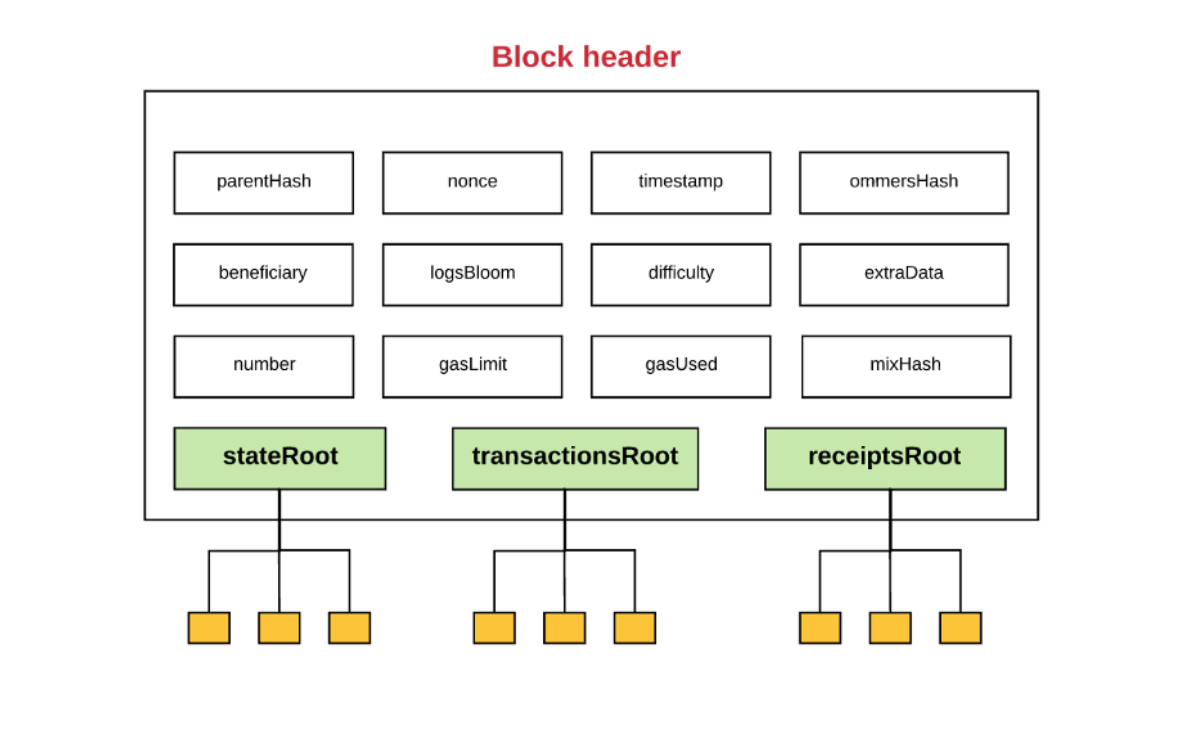 Block header
parentHash
nonce
timestamp
ommersHash
beneficiary
logsBloom
difficulty
extraData
number
gasLimit
gasUsed
mixHash
stateRoot
transactionsRoot
receiptsRoot